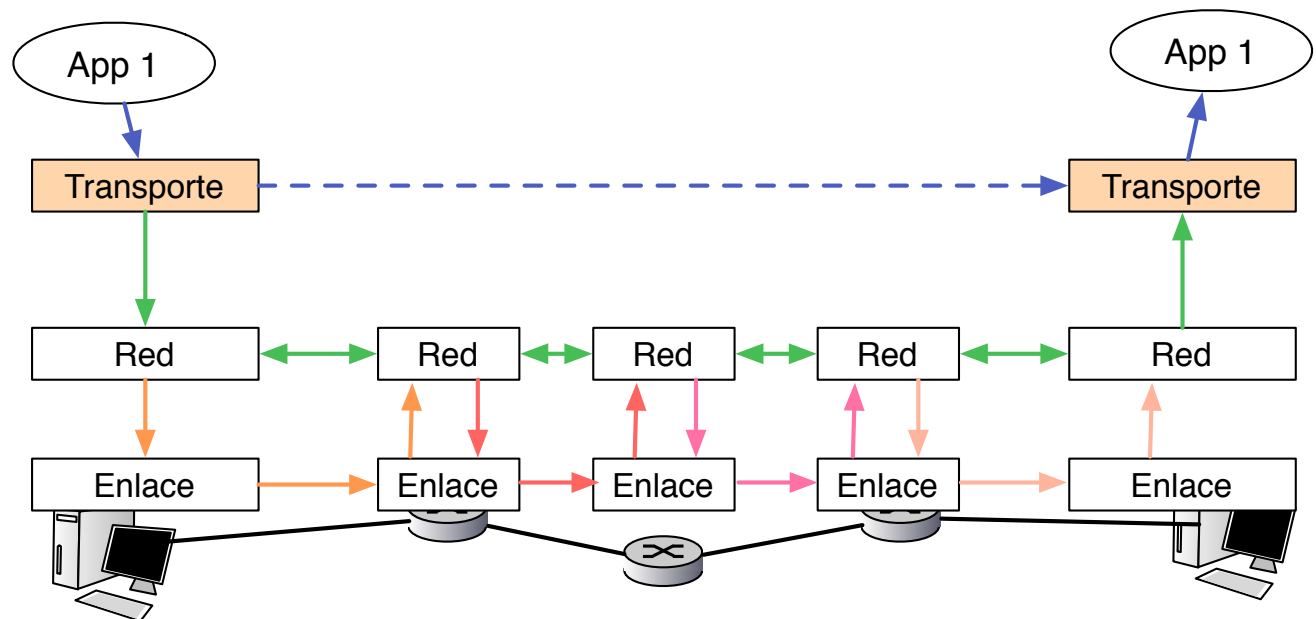 App 1
App 1
Transporte
Transporte
Red
Red
Red
Red
Red
Enlace
Enlace
Enlace
Enlace
Enlace